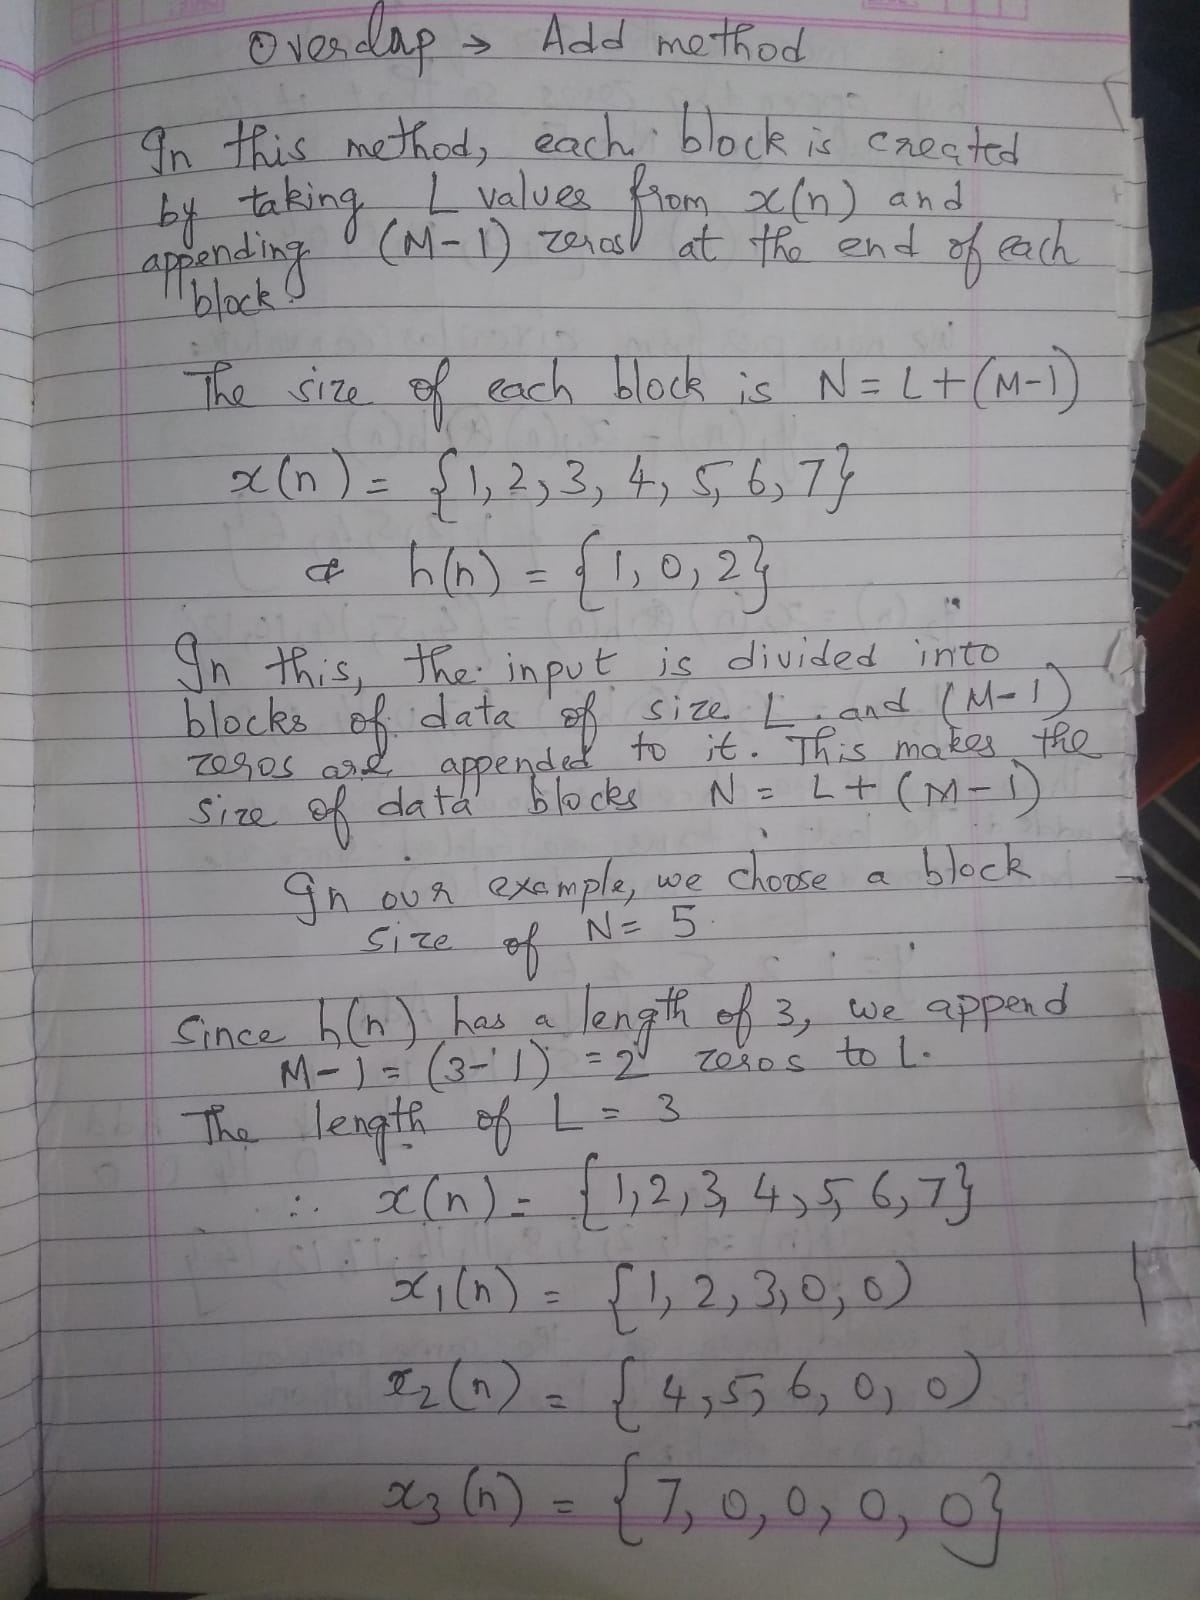 Overlap → Add method
In this method, each block is created
by taking L values from x(n) and
appending (M-1) zeros at the end of each
block.
The size of each block is N = L+(M-1)
x(n) = {1, 2, 3, 4, 5, 6, 7}
& h(n) = {1, 0, 2}
In this, the input is divided into
blocks of data of size L and (M-1)
zeros are appended to it. This makes the
size of data blocks N = L+(M-1)
In our example, we choose a block
size of N = 5
Since h(n) has a length of 3, we append
M-1 = (3-1) = 2 zeros to L.
The length of L = 3
∴ x(n) = {1,2,3,4,5,6,7}
x₁(n) = {1, 2, 3, 0, 0)
x₂(n) = {4, 5, 6, 0, 0)
x₃(n) = {7, 0, 0, 0, 0}